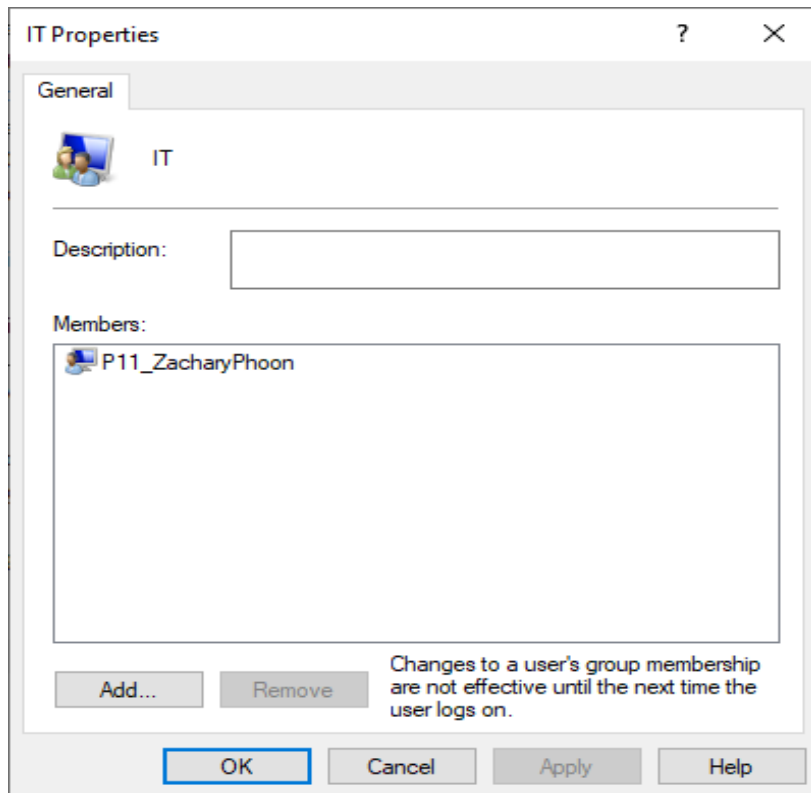 IT Properties
?
General
IT
Description:
Members:
P11_ZacharyPhoon
Add...
Remove
Changes to a user's group membership
are not effective until the next time the
user logs on.
OK
Cancel
Apply
Help